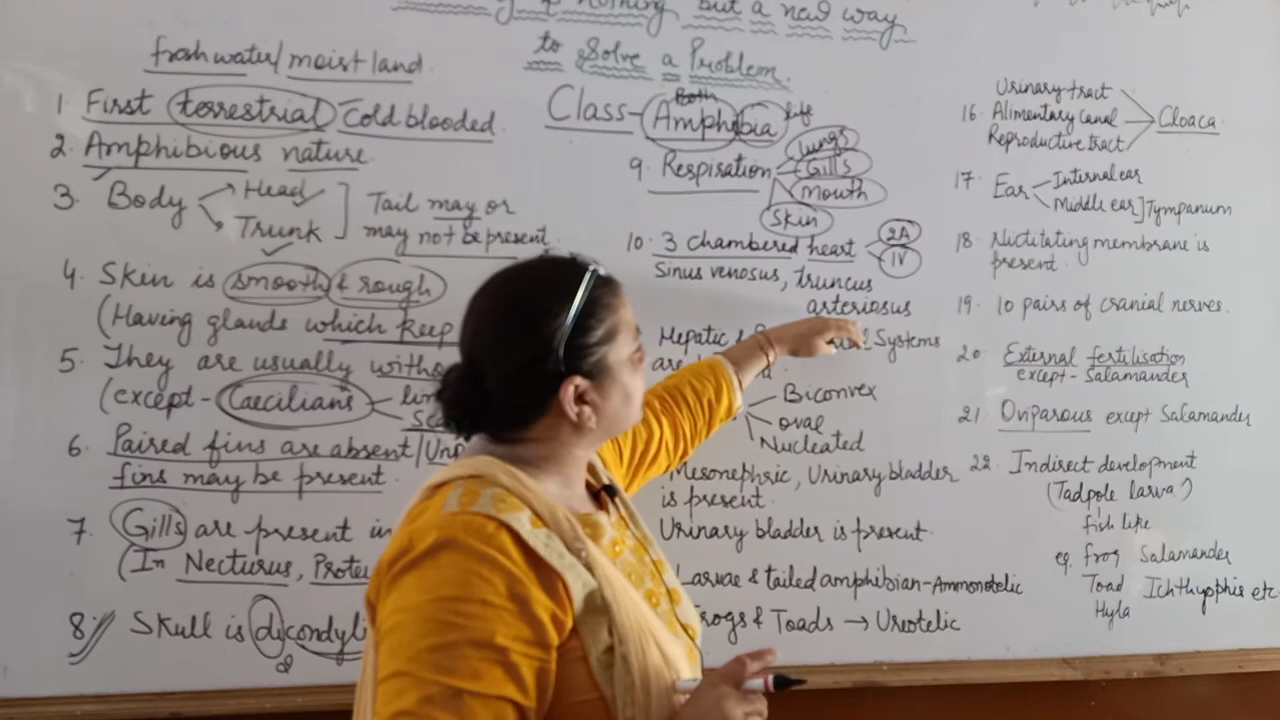 of nothing but a new way
to Solve a Problem.
freshwater/moist land.
1. First terrestrial Cold blooded.
2. Amphibious nature.
3. Body Head Trunk Tail may or
may not be present.
4. Skin is smooth & rough
(Having glands which keep
5. They are usually
(except - Caecilians
6. Paired fins are absent/
fins may be present.
7. Gills are present in
(In Necturus,
8. Skull is
Both
Class - Amphibia life
9. Respiration Lungs
Gills
mouth
Skin
10. 3 chambered heart 2A
1V
Sinus venosus, truncus
arteriosus
Hepatic & Systems
are
Biconvex
oval
Nucleated
Mesonephric, Urinary bladder
is present.
Urinary bladder is present.
Larvae & tailed amphibian - Ammonotelic
Frogs & Toads → Ureotelic
Urinary tract
16. Alimentary canal Cloaca
Reproductive tract
17. Ear Internal ear
Middle ear] Tympanum
18. Nictitating membrane is
present.
19. 10 pairs of cranial nerves.
20. External fertilisation
except - Salamander
21. Oviparous except Salamander
22. Indirect development
(Tadpole larva)
fish like
eg. frog Salamander
Toad Ichthyophis etc
Hyla